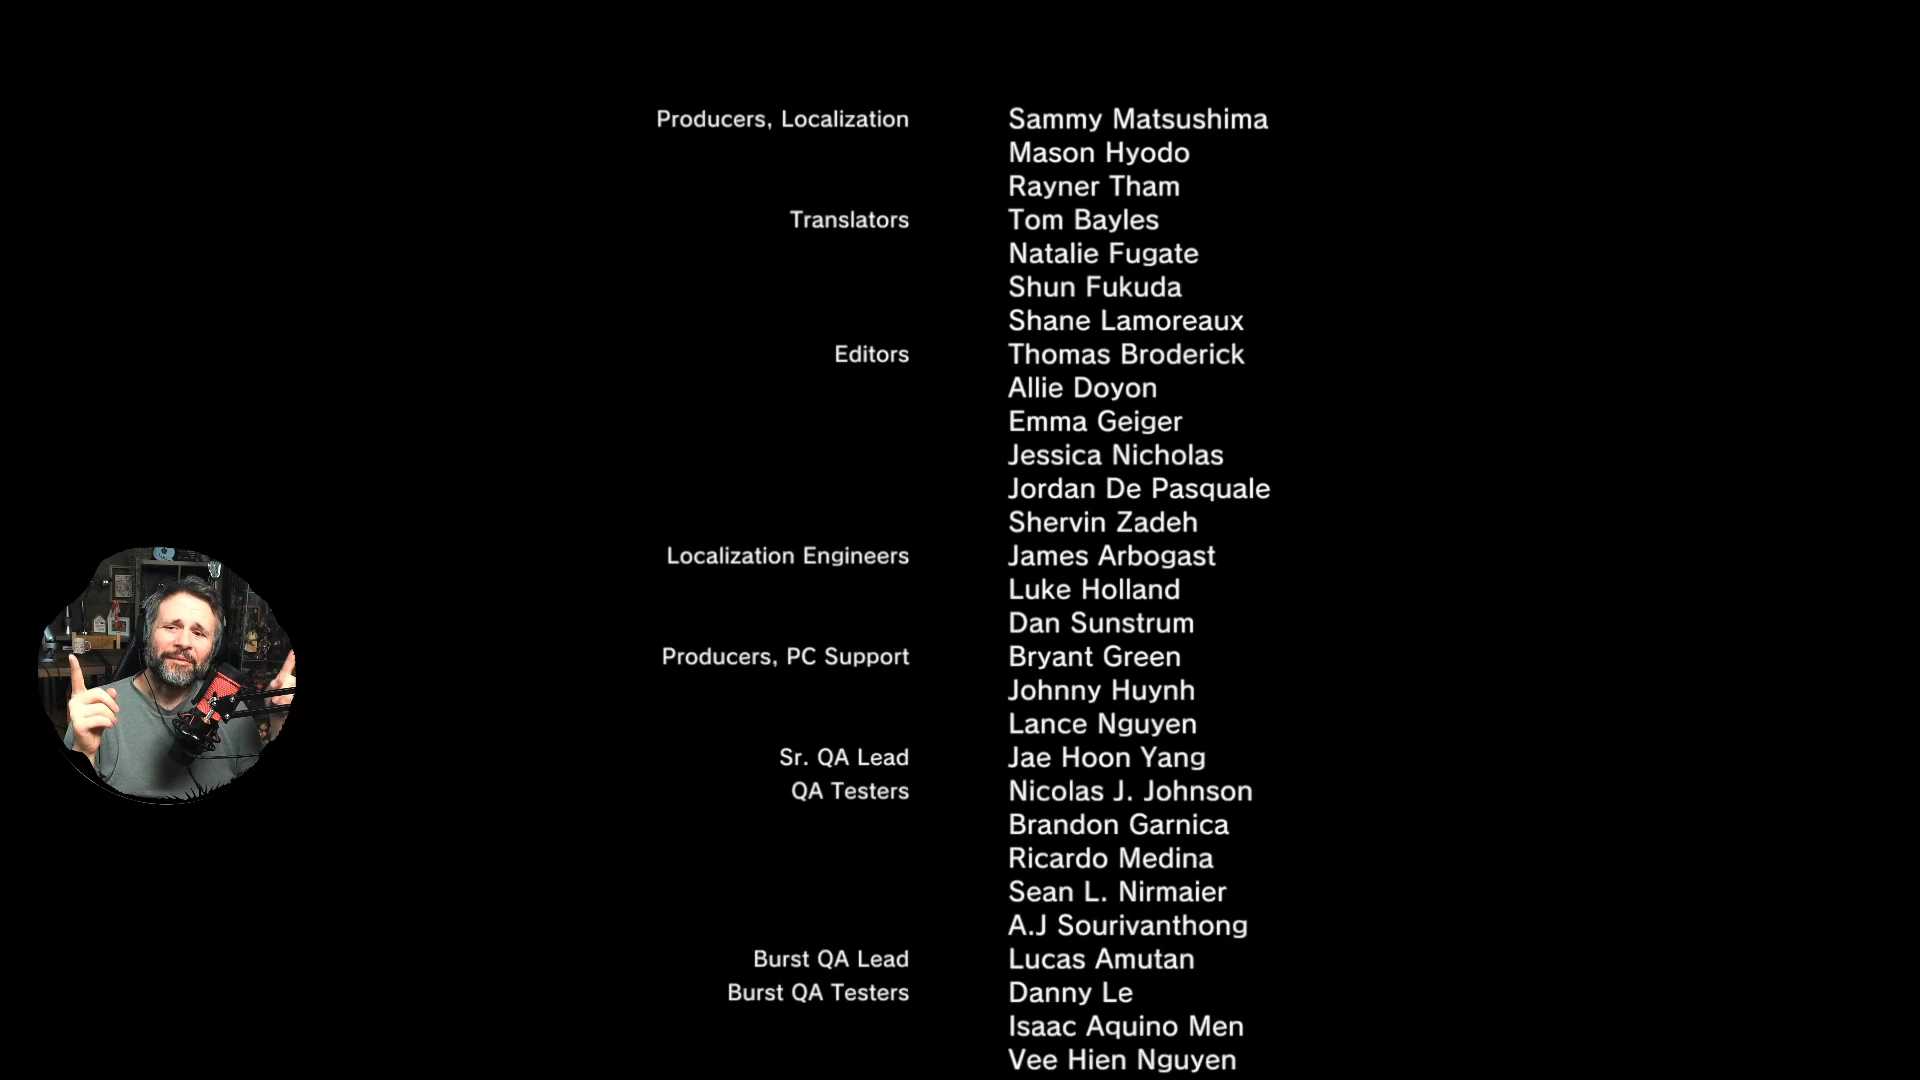 Producers, Localization Sammy Matsushima
Mason Hyodo
Rayner Tham
Translators Tom Bayles
Natalie Fugate
Shun Fukuda
Shane Lamoreaux
Editors Thomas Broderick
Allie Doyon
Emma Geiger
Jessica Nicholas
Jordan De Pasquale
Shervin Zadeh
Localization Engineers James Arbogast
Luke Holland
Dan Sunstrum
Producers, PC Support Bryant Green
Johnny Huynh
Lance Nguyen
Sr. QA Lead Jae Hoon Yang
QA Testers Nicolas J. Johnson
Brandon Garnica
Ricardo Medina
Sean L. Nirmaier
A.J Sourivanthong
Burst QA Lead Lucas Amutan
Burst QA Testers Danny Le
Isaac Aquino Men
Vee Hien Nguyen